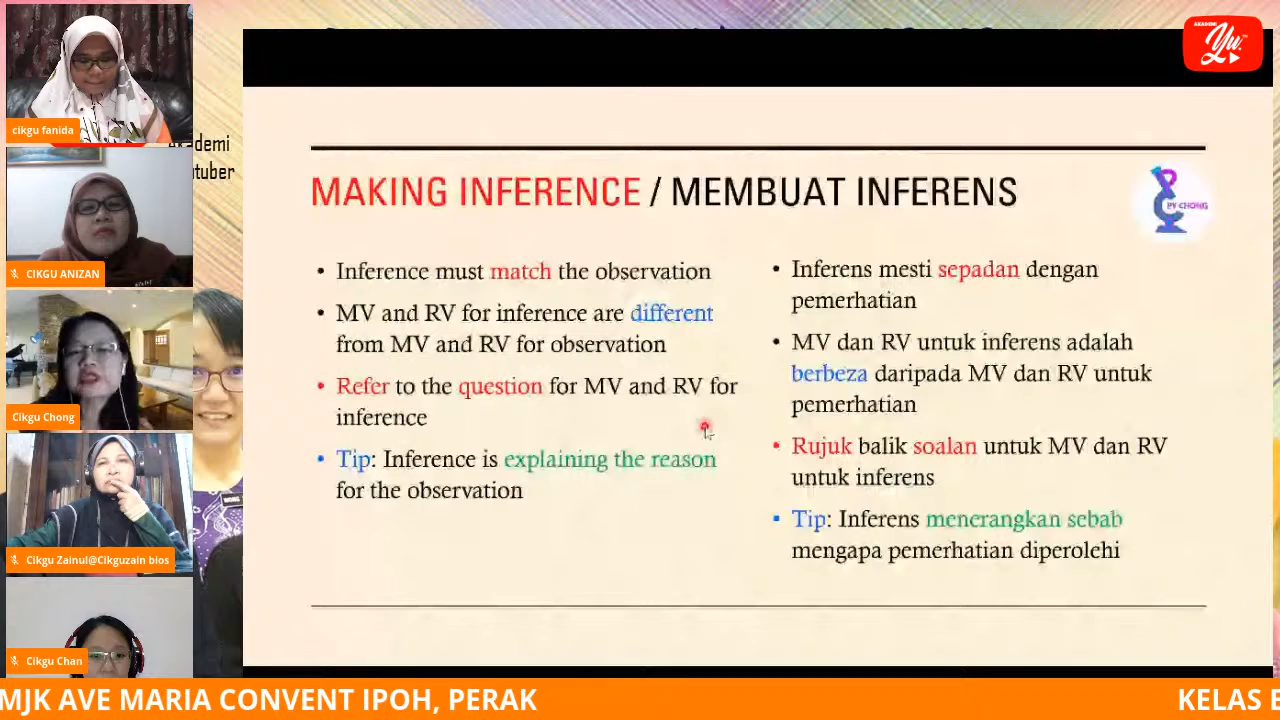 cikgu fanida
CIKGU ANIZAN
Cikgu Chong
Cikgu Zainul@Cikguzain bios
Cikgu Chan
AKADEMI
Yu.
PY CHONG
MAKING INFERENCE / MEMBUAT INFERENS
• Inference must match the observation
• MV and RV for inference are different
from MV and RV for observation
• Refer to the question for MV and RV for
inference
• Tip: Inference is explaining the reason
for the observation
• Inferens mesti sepadan dengan
pemerhatian
• MV dan RV untuk inferens adalah
berbeza daripada MV dan RV untuk
pemerhatian
• Rujuk balik soalan untuk MV dan RV
untuk inferens
▪ Tip: Inferens menerangkan sebab
mengapa pemerhatian diperolehi
MJK AVE MARIA CONVENT IPOH, PERAK
KELAS